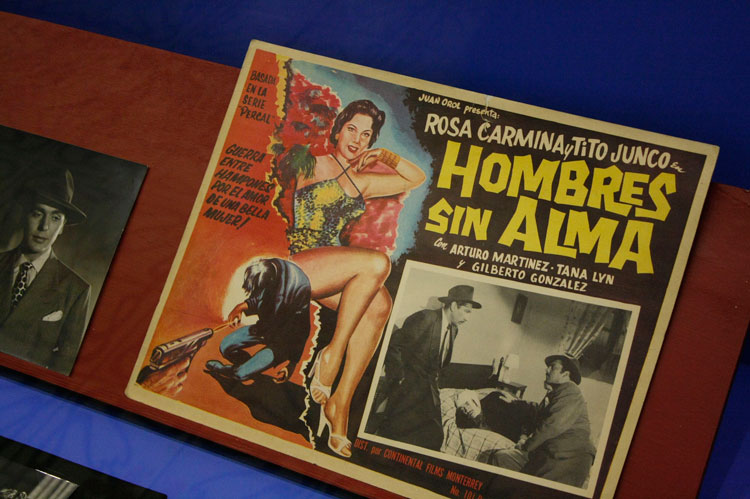 BASADO
EN LA
SERIE
"PERCAL"
GUERRA
ENTRE
HAMPONES
POR EL AMOR
DE UNA BELLA
MUJER!
JUAN OROL presenta:
ROSA CARMINA y TITO JUNCO en
HOMBRES
SIN ALMA
con ARTURO MARTINEZ - TANA LYN
Y GILBERTO GONZALEZ
DIST. por CONTINENTAL FILMS MONTERREY
No.